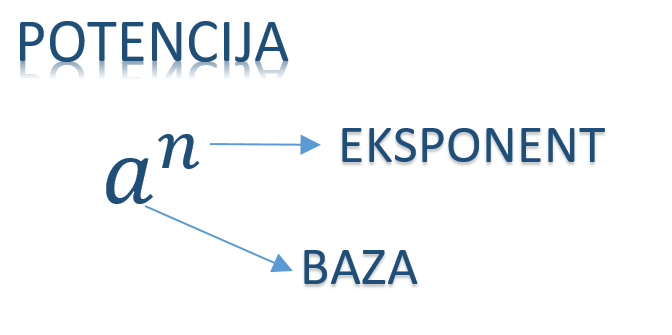 POTENCIJA
aⁿ
EKSPONENT
BAZA